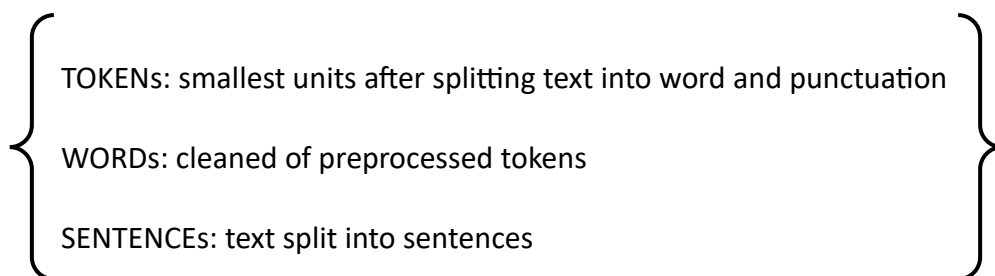 TOKENs: smallest units after splitting text into word and punctuation
WORDs: cleaned of preprocessed tokens
SENTENCEs: text split into sentences